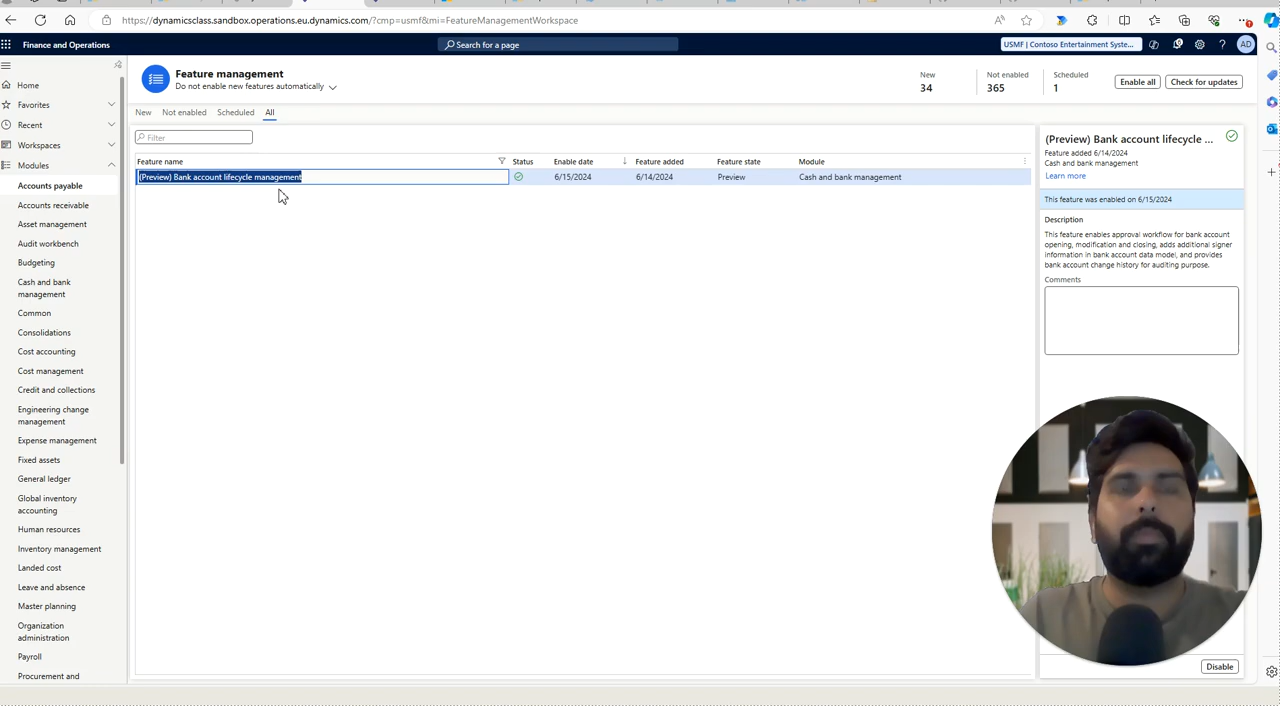 https://dynamicsclass.sandbox.operations.eu.dynamics.com/?cmp=usmf&mi=FeatureManagementWorkspace
Finance and Operations
Search for a page
USMF | Contoso Entertainment Syste...
AD
Home
Favorites
Recent
Workspaces
Modules
Accounts payable
Accounts receivable
Asset management
Audit workbench
Budgeting
Cash and bank
management
Common
Consolidations
Cost accounting
Cost management
Credit and collections
Engineering change
management
Expense management
Fixed assets
General ledger
Global inventory
accounting
Human resources
Inventory management
Landed cost
Leave and absence
Master planning
Organization
administration
Payroll
Procurement and
Feature management
Do not enable new features automatically
New
34
Not enabled
365
Scheduled
1
Enable all
Check for updates
New Not enabled Scheduled All
Filter
Feature name Status Enable date Feature added Feature state Module
(Preview) Bank account lifecycle management 6/15/2024 6/14/2024 Preview Cash and bank management
(Preview) Bank account lifecycle ...
Feature added 6/14/2024
Cash and bank management
Learn more
This feature was enabled on 6/15/2024
Description
This feature enables approval workflow for bank account
opening, modification and closing, adds additional signer
information in bank account data model, and provides
bank account change history for auditing purpose.
Comments
Disable